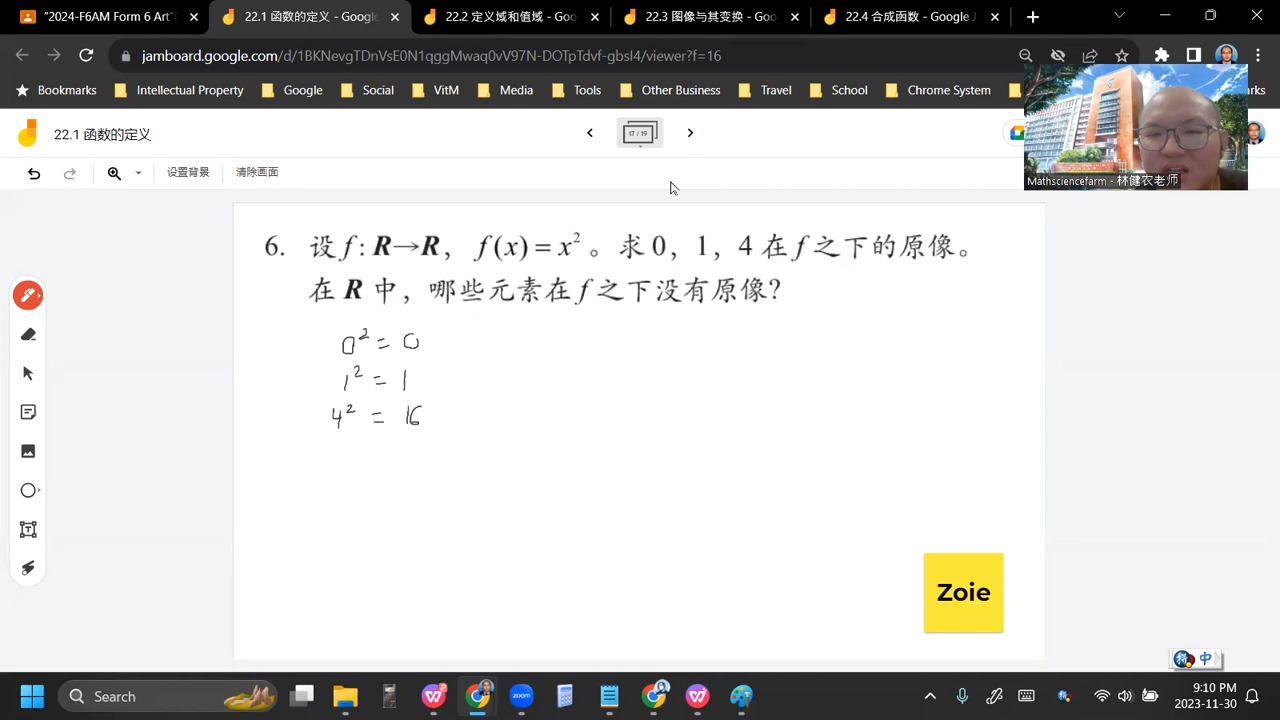 "2024-F6AM Form 6 Art"
22.1 函数的定义 - Google
22.2 定义域和值域 - Goo
22.3 图像与其变换 - Goo
22.4 合成函数 - Google J
jamboard.google.com/d/1BKNevgTDnVsE0N1qggMwaq0vV97N-DOTpTdvf-gbsI4/viewer?f=16
Bookmarks Intellectual Property Google Social VitM Media Tools Other Business Travel School Chrome System
22.1 函数的定义
17 / 19
设置背景 清除画面
Mathsciencefarm - 林健农老师
6. 设 f : R→R, f(x) = x²。求 0, 1, 4 在 f 之下的原像。
在 R 中, 哪些元素在 f 之下没有原像?
0² = 0
1² = 1
4² = 16
Zoie
中
Search
9:10 PM
2023-11-30